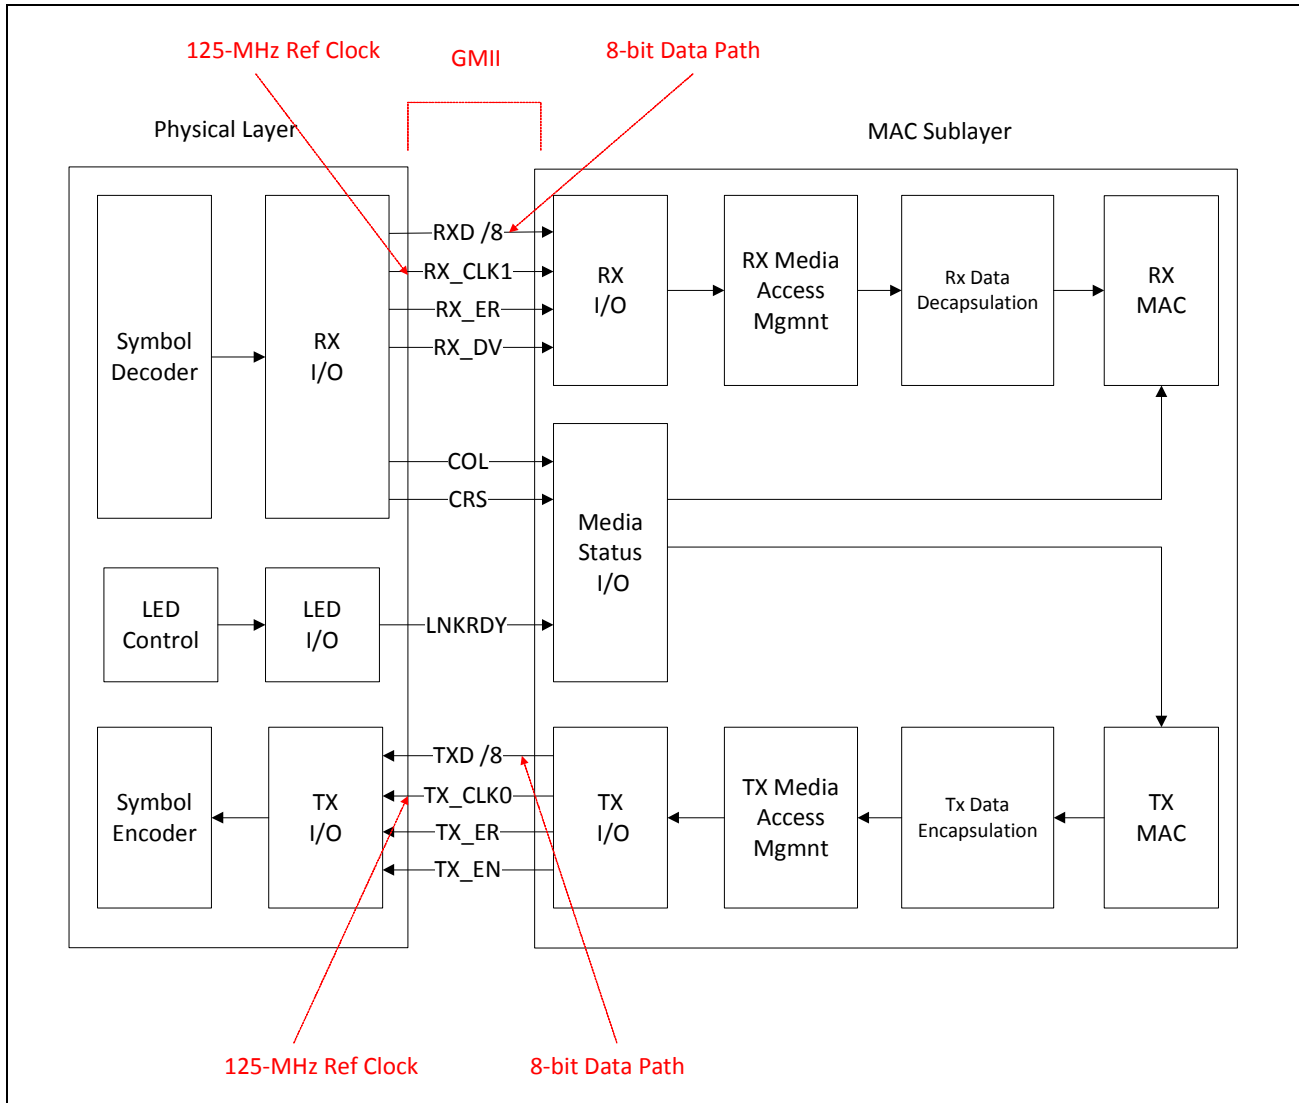 125-MHz Ref Clock
GMII
8-bit Data Path
Physical Layer
MAC Sublayer
Symbol
Decoder
RX
I/O
RXD /8
RX_CLK1
RX_ER
RX_DV
RX
I/O
RX Media
Access
Mgmnt
Rx Data
Decapsulation
RX
MAC
COL
CRS
Media
Status
I/O
LED
Control
LED
I/O
LNKRDY
Symbol
Encoder
TX
I/O
TXD /8
TX_CLK0
TX_ER
TX_EN
TX
I/O
TX Media
Access
Mgmnt
Tx Data
Encapsulation
TX
MAC
125-MHz Ref Clock
8-bit Data Path